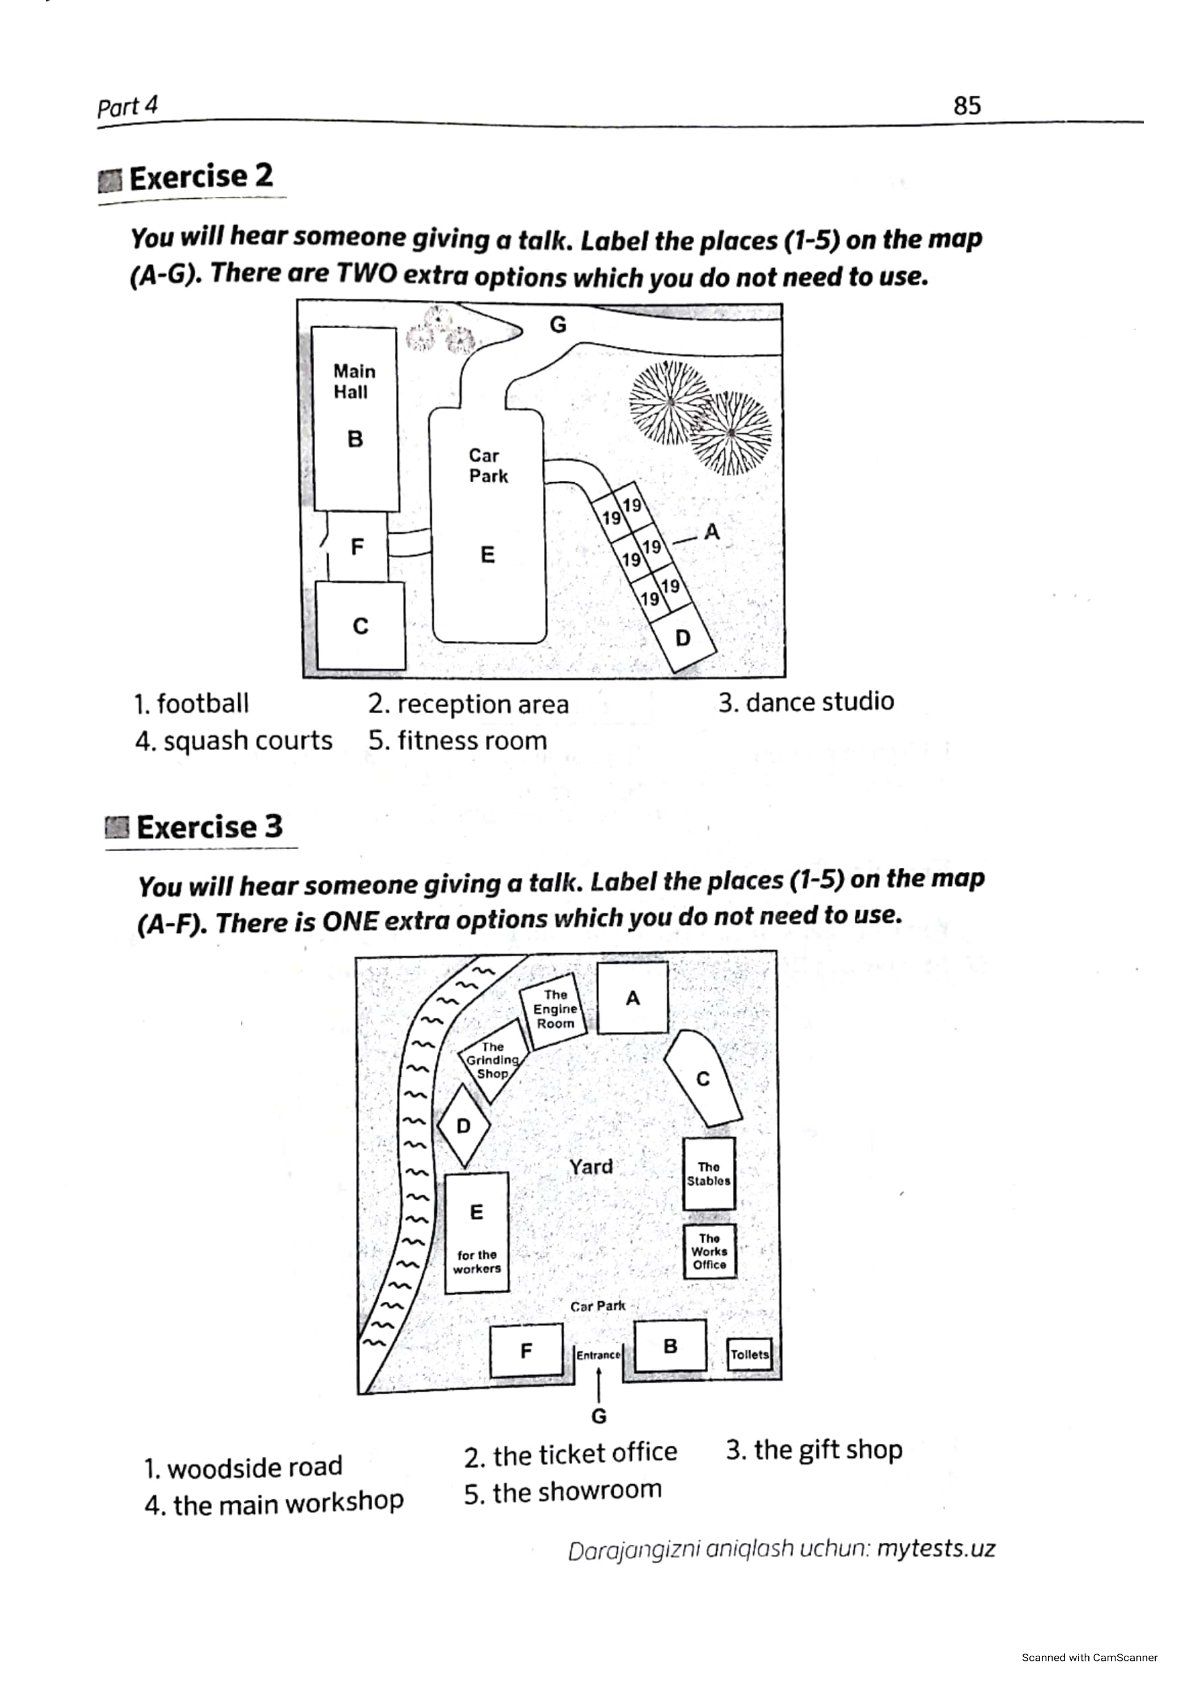 Part 4
85
Exercise 2
You will hear someone giving a talk. Label the places (1-5) on the map
(A-G). There are TWO extra options which you do not need to use.
G
Main
Hall
B
Car
Park
19
19
19
A
19
F
E
19
19
C
D
1. football
2. reception area
3. dance studio
4. squash courts
5. fitness room
Exercise 3
You will hear someone giving a talk. Label the places (1-5) on the map
(A-F). There is ONE extra options which you do not need to use.
A
The
Engine
Room
The
Grinding
Shop
C
D
Yard
The
Stables
E
for the
workers
The
Works
Office
Car Park
F
Entrance
B
Toilets
G
1. woodside road
2. the ticket office
3. the gift shop
4. the main workshop
5. the showroom
Darajangizni aniqlash uchun: mytests.uz
Scanned with CamScanner